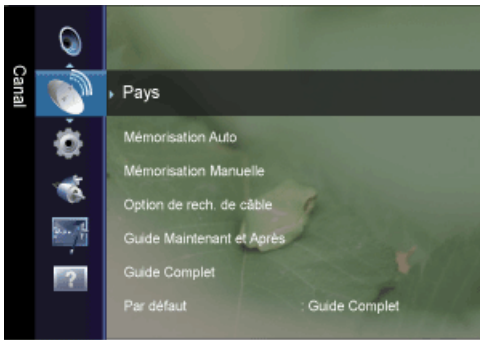 Canal
Pays
Mémorisation Auto
Mémorisation Manuelle
Option de rech. de câble
Guide Maintenant et Après
Guide Complet
Par défaut : Guide Complet
?